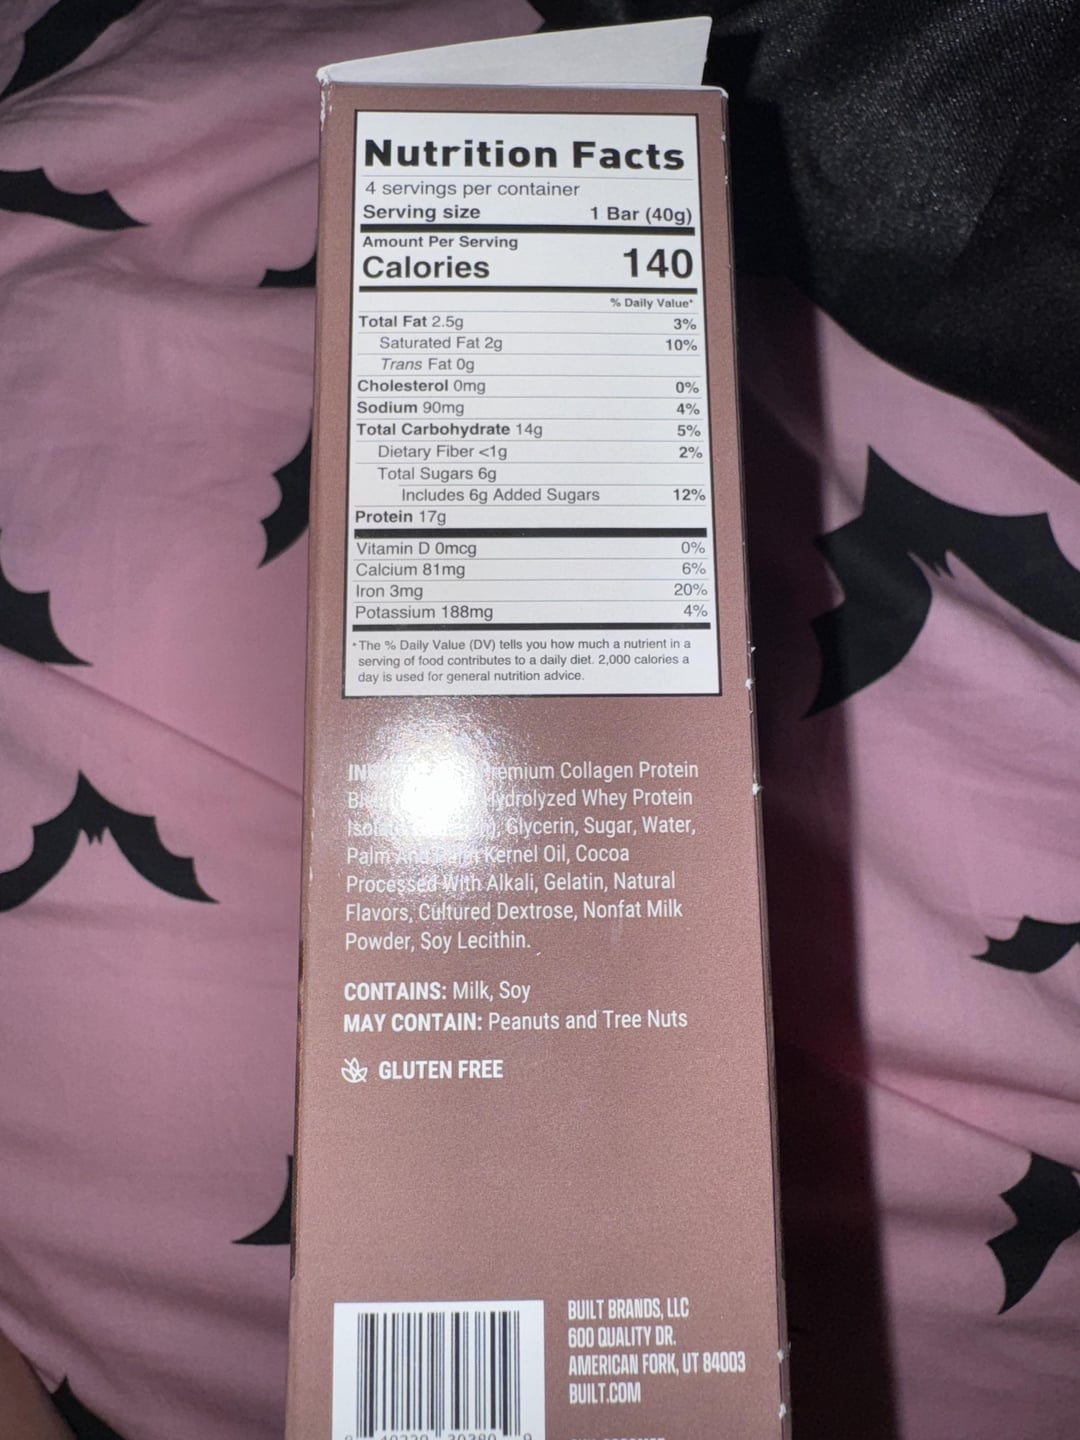 Nutrition Facts
4 servings per container
Serving size 1 Bar (40g)
Amount Per Serving
Calories 140
% Daily Value*
Total Fat 2.5g 3%
Saturated Fat 2g 10%
Trans Fat 0g
Cholesterol 0mg 0%
Sodium 90mg 4%
Total Carbohydrate 14g 5%
Dietary Fiber <1g 2%
Total Sugars 6g
Includes 6g Added Sugars 12%
Protein 17g
Vitamin D 0mcg 0%
Calcium 81mg 6%
Iron 3mg 20%
Potassium 188mg 4%
*The % Daily Value (DV) tells you how much a nutrient in a
serving of food contributes to a daily diet. 2,000 calories a
day is used for general nutrition advice.
Premium Collagen Protein
Hydrolyzed Whey Protein
Glycerin, Sugar, Water,
Palm And Palm Kernel Oil, Cocoa
Processed With Alkali, Gelatin, Natural
Flavors, Cultured Dextrose, Nonfat Milk
Powder, Soy Lecithin.
CONTAINS: Milk, Soy
MAY CONTAIN: Peanuts and Tree Nuts
GLUTEN FREE
BUILT BRANDS, LLC
600 QUALITY DR.
AMERICAN FORK, UT 84003
BUILT.COM